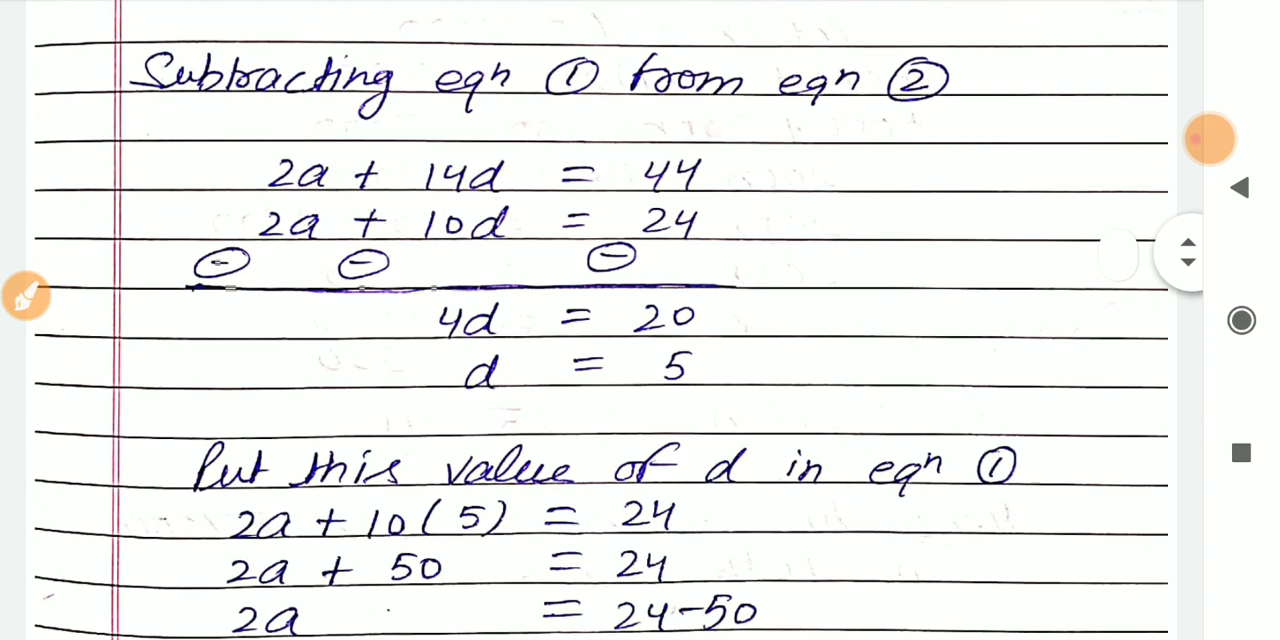 Subtracting eqn ① from eqn ②
2a + 14d = 44
2a + 10d = 24
⊖ ⊖ ⊖
4d = 20
d = 5
Put this value of d in eqn ①
2a + 10(5) = 24
2a + 50 = 24
2a = 24-50